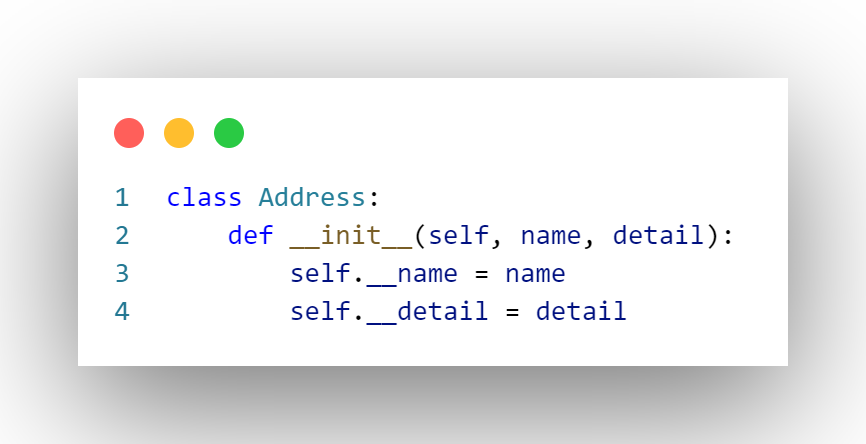 1 class Address:
2     def __init__(self, name, detail):
3         self.__name = name
4         self.__detail = detail